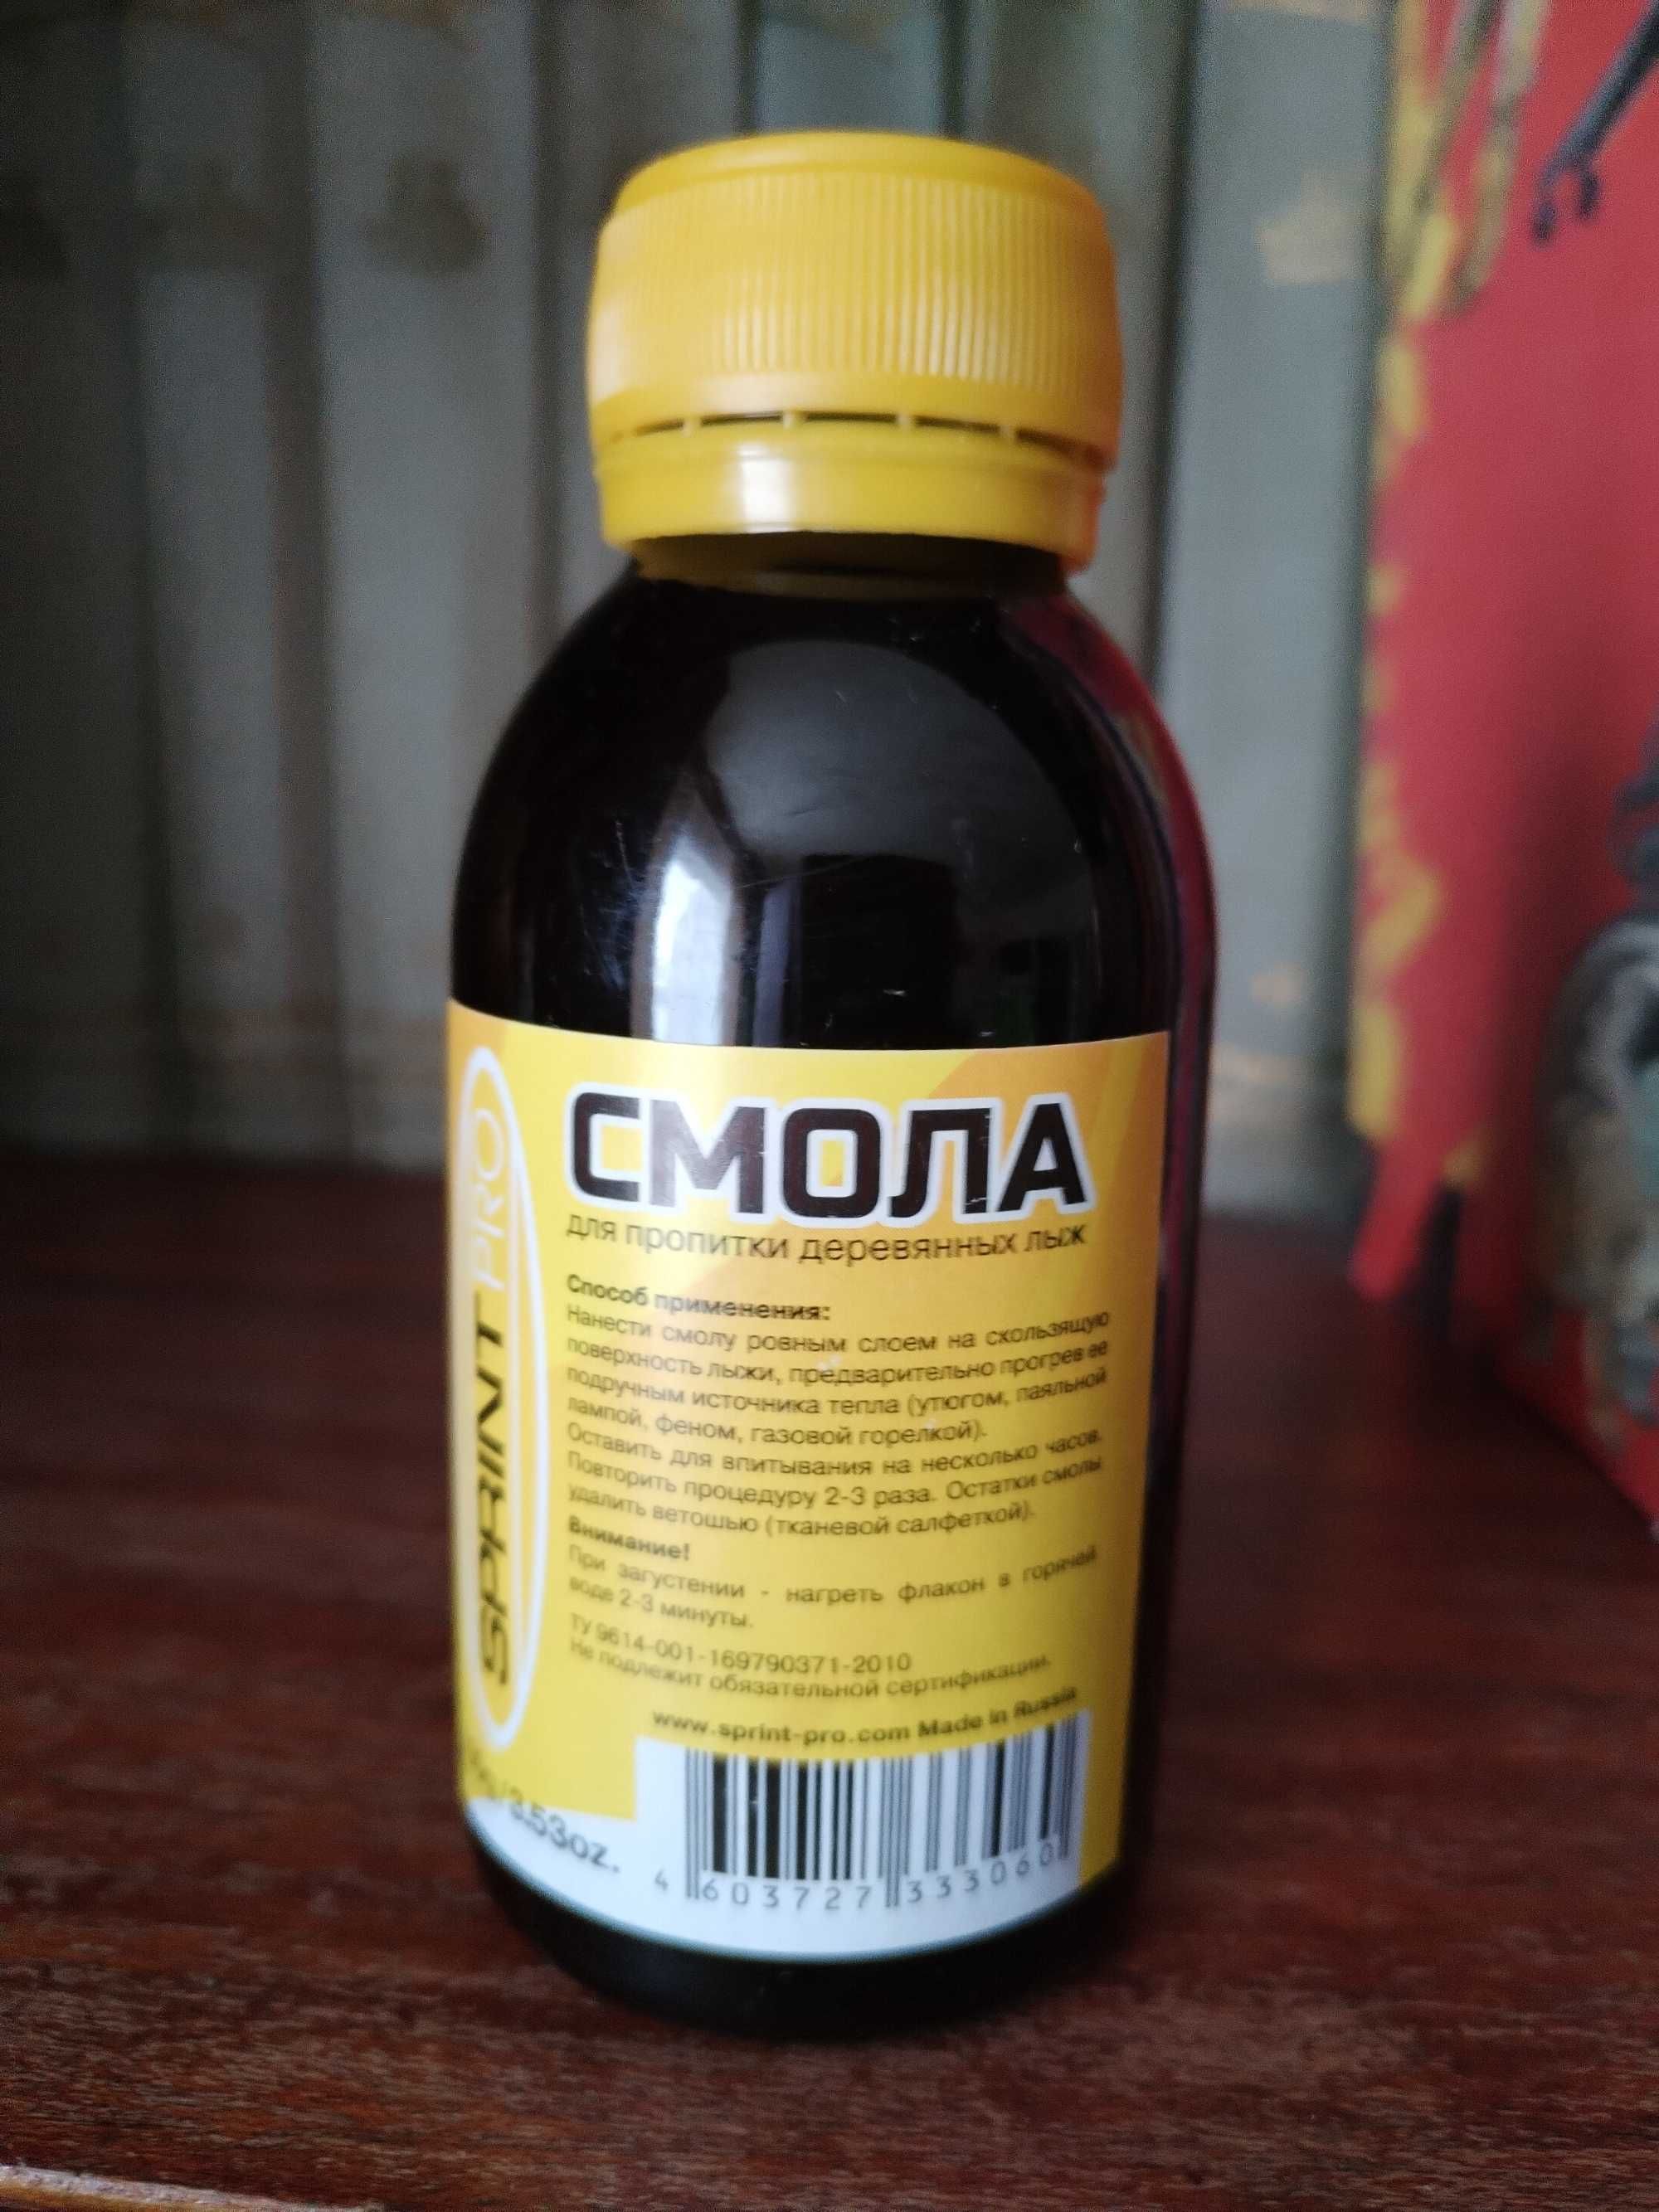 СМОЛА
для пропитки деревянных лыж
Способ применения:
Нанести смолу ровным слоем на скользящую
поверхность лыжи, предварительно прогрев ее
подручным источника тепла (утюгом, паяльной
лампой, феном, газовой горелкой).
Оставить для впитывания на несколько часов.
Повторить процедуру 2-3 раза. Остатки смолы
удалить ветошью (тканевой салфеткой).
Внимание!
При загустении - нагреть флакон в горячей
воде 2-3 минуты.
ТУ 9614-001-169790371-2010
Не подлежит обязательной сертификации.
www.sprint-pro.com Made in Russia
4 603727 333060
SPRINT PRO
/3.53oz.